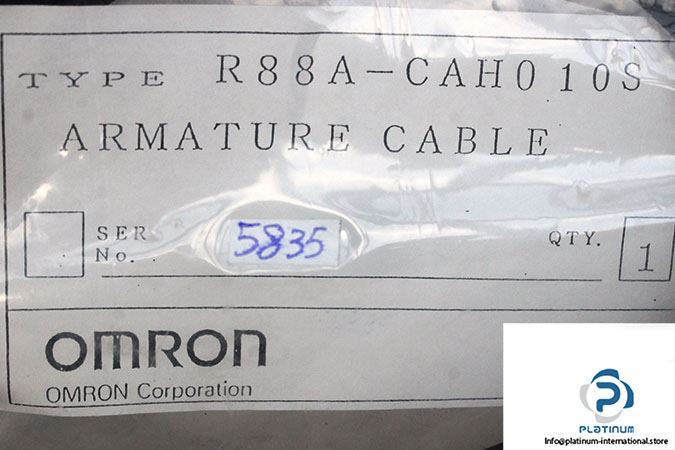 TYPE R88A-CAH010S
ARMATURE CABLE
SER No. 5835 QTY. 1
OMRON
OMRON Corporation
P
PLATINUM
Info@platinum-international.store